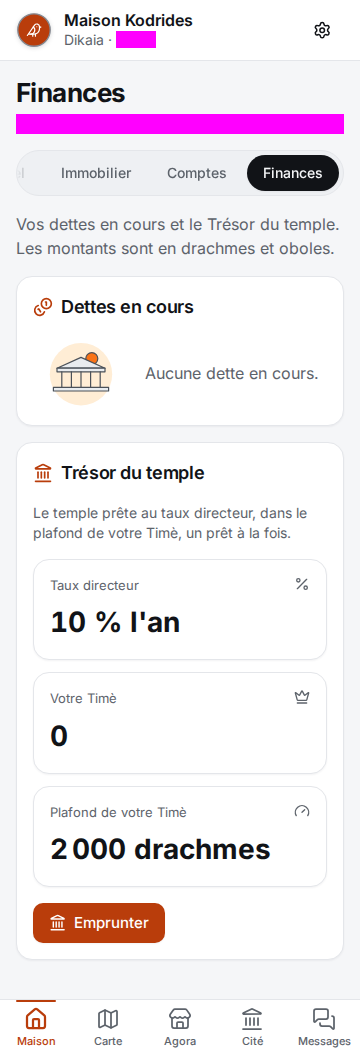 Maison Kodrides
Dikaia ·
Finances
Immobilier
Comptes
Finances
Vos dettes en cours et le Trésor du temple.
Les montants sont en drachmes et oboles.
Dettes en cours
Aucune dette en cours.
Trésor du temple
Le temple prête au taux directeur, dans le
plafond de votre Timè, un prêt à la fois.
Taux directeur
10 % l'an
Votre Timè
0
Plafond de votre Timè
2 000 drachmes
Emprunter
Maison
Carte
Agora
Cité
Messages